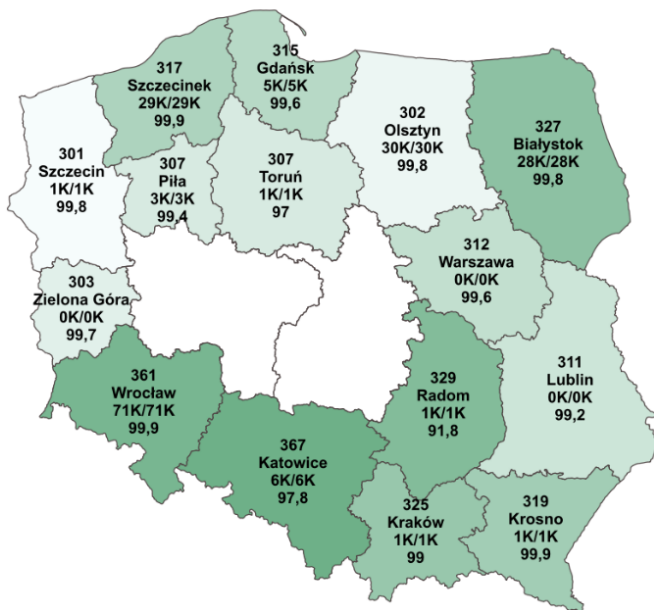 315
Gdańsk
5K/5K
99,6
317
Szczecinek
29K/29K
99,9
302
Olsztyn
30K/30K
99,8
327
Białystok
28K/28K
99,8
301
Szczecin
1K/1K
99,8
307
Piła
3K/3K
99,4
307
Toruń
1K/1K
97
312
Warszawa
0K/0K
99,6
303
Zielona Góra
0K/0K
99,7
311
Lublin
0K/0K
99,2
361
Wrocław
71K/71K
99,9
329
Radom
1K/1K
91,8
367
Katowice
6K/6K
97,8
325
Kraków
1K/1K
99
319
Krosno
1K/1K
99,9